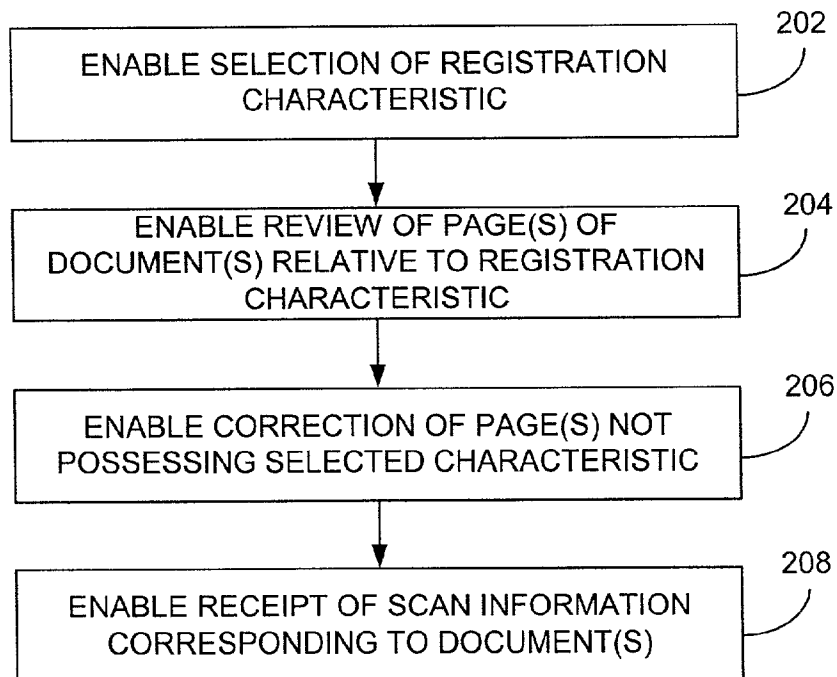 202
ENABLE SELECTION OF REGISTRATION
CHARACTERISTIC
204
ENABLE REVIEW OF PAGE(S) OF
DOCUMENT(S) RELATIVE TO REGISTRATION
CHARACTERISTIC
206
ENABLE CORRECTION OF PAGE(S) NOT
POSSESSING SELECTED CHARACTERISTIC
208
ENABLE RECEIPT OF SCAN INFORMATION
CORRESPONDING TO DOCUMENT(S)